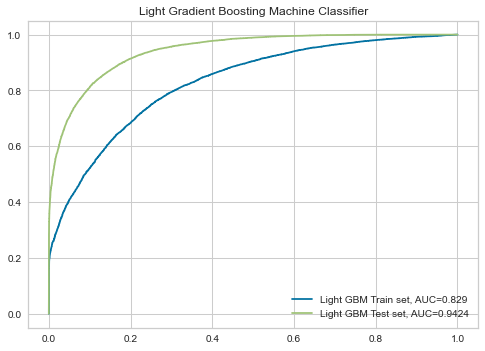 Light Gradient Boosting Machine Classifier
1.0
0.8
0.6
0.4
0.2
0.0
Light GBM Train set, AUC=0.829
Light GBM Test set, AUC=0.9424
0.0 0.2 0.4 0.6 0.8 1.0